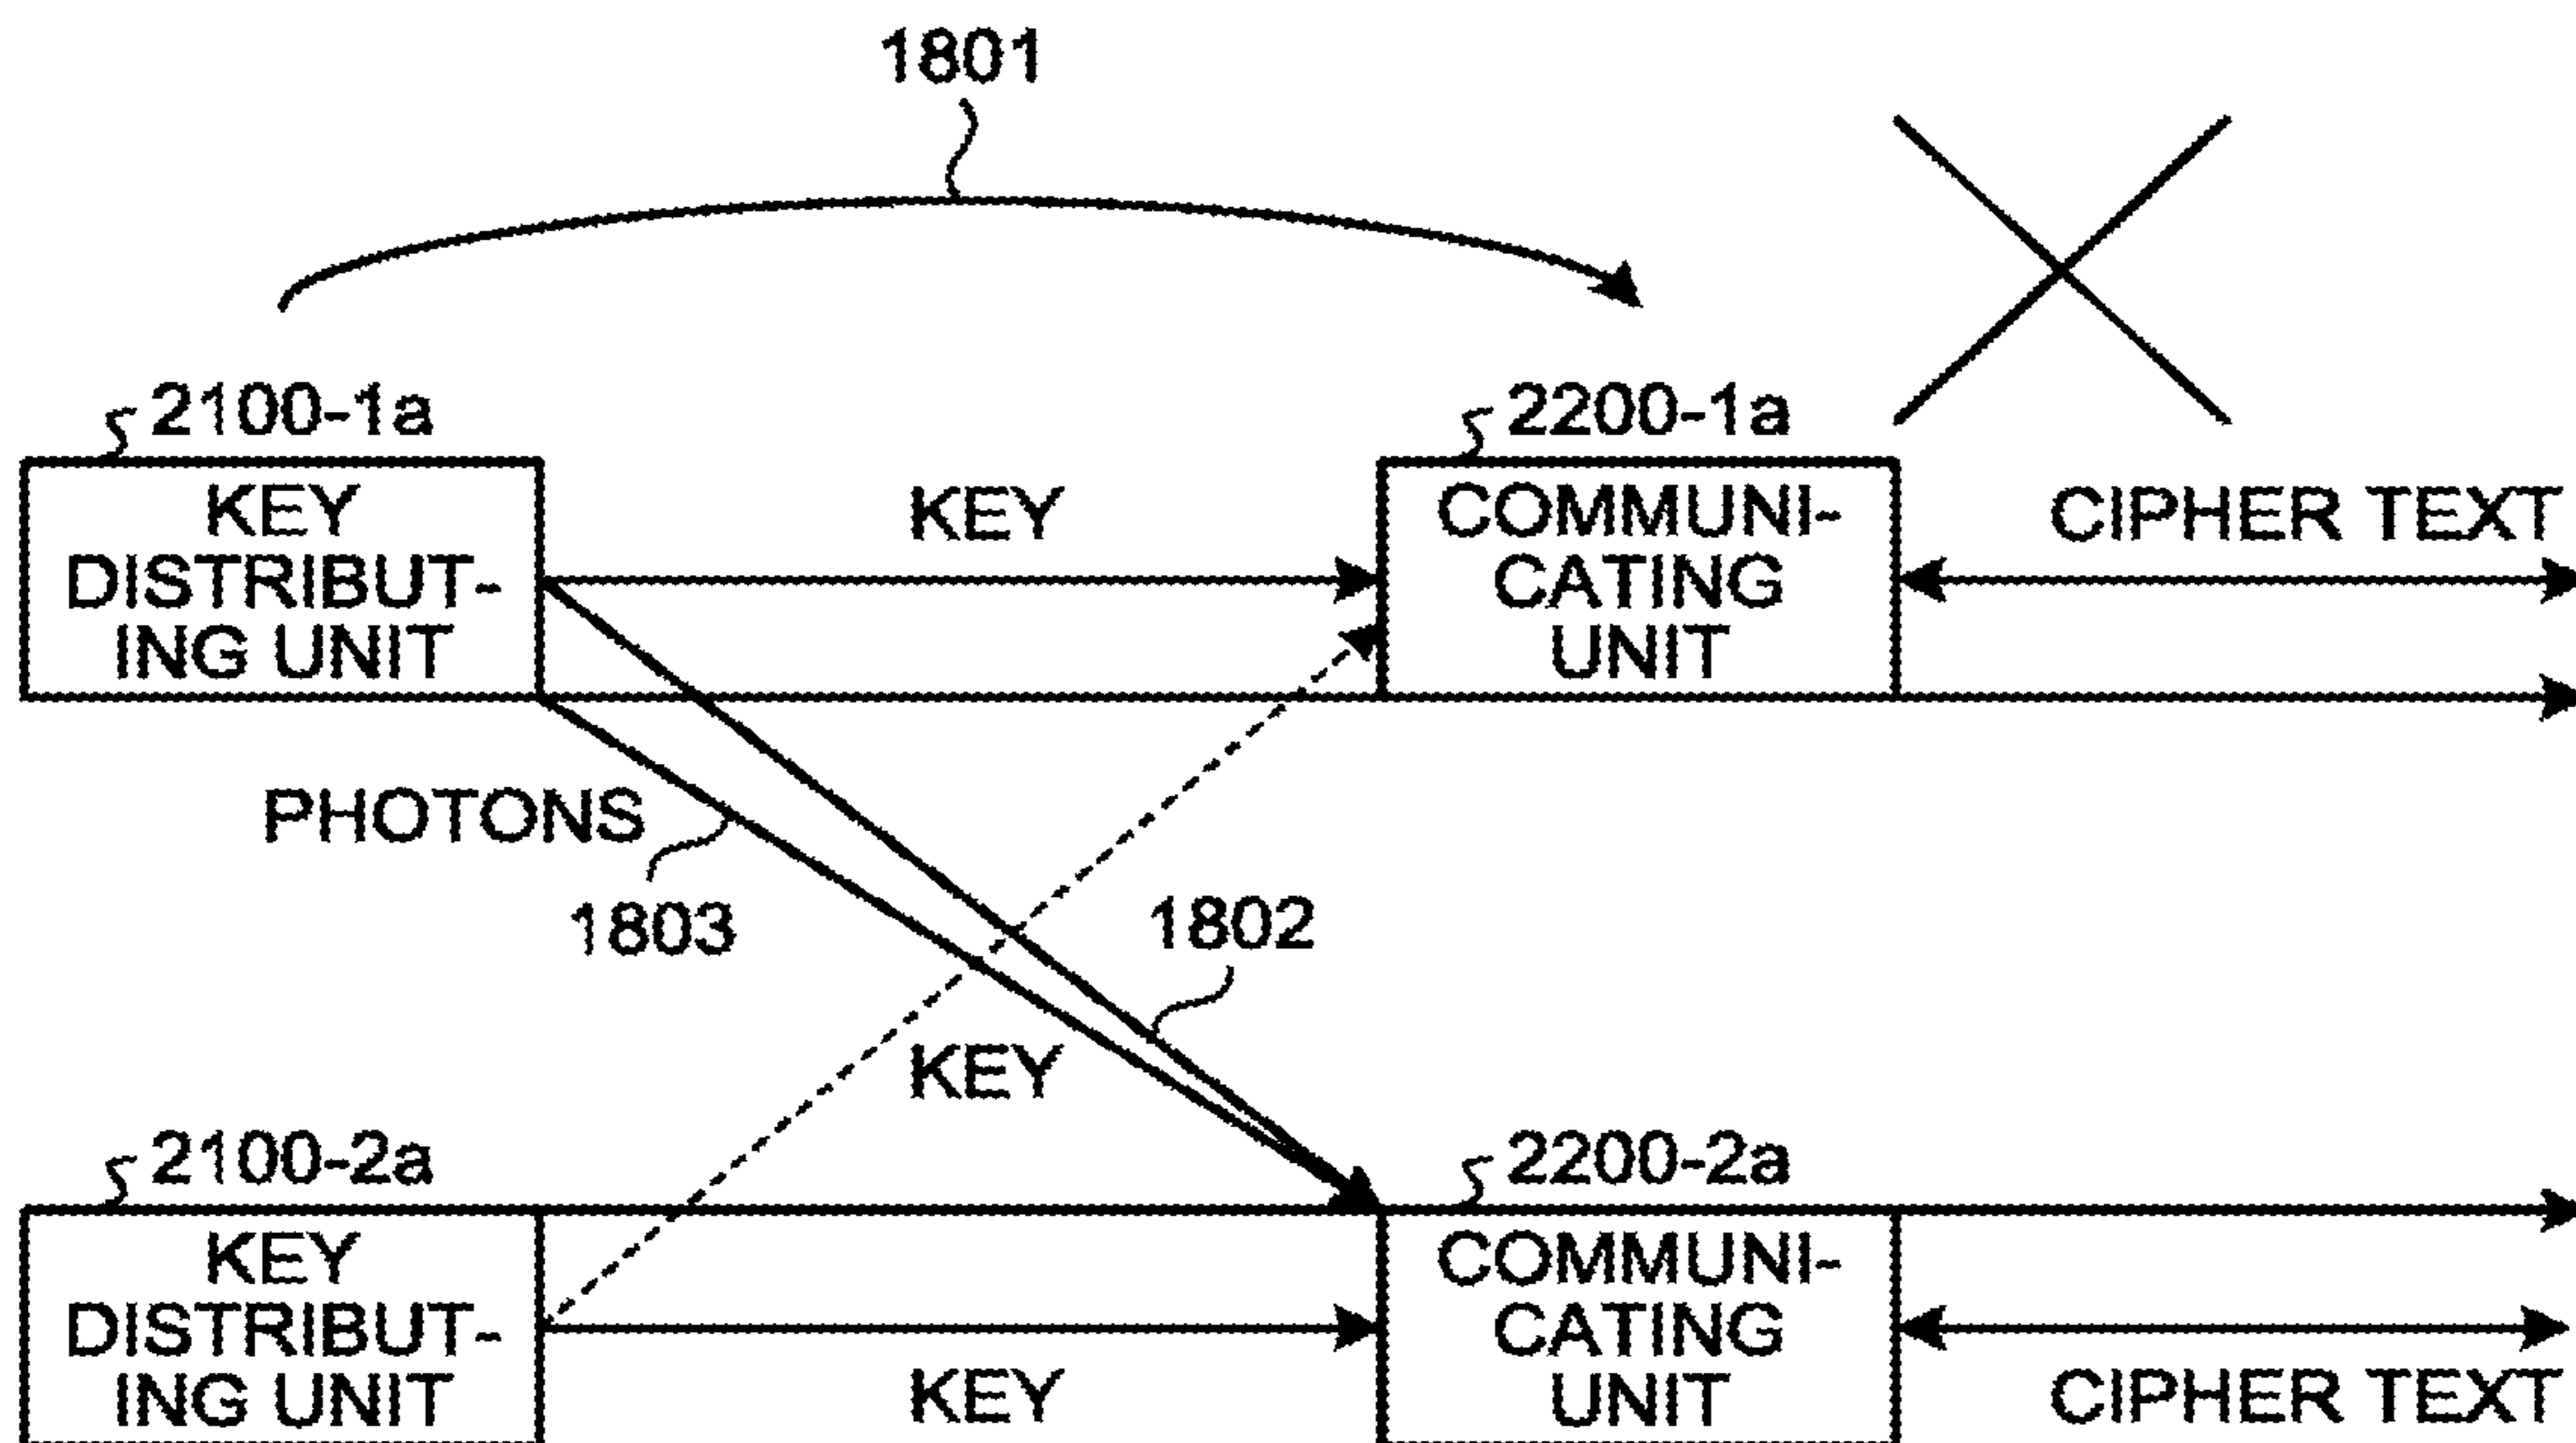 1801
2100-1a
2200-1a
KEY
DISTRIBUT-
ING UNIT
KEY
COMMUNI-
CATING
UNIT
CIPHER TEXT
PHOTONS
1803
1802
KEY
2100-2a
2200-2a
KEY
DISTRIBUT-
ING UNIT
KEY
COMMUNI-
CATING
UNIT
CIPHER TEXT